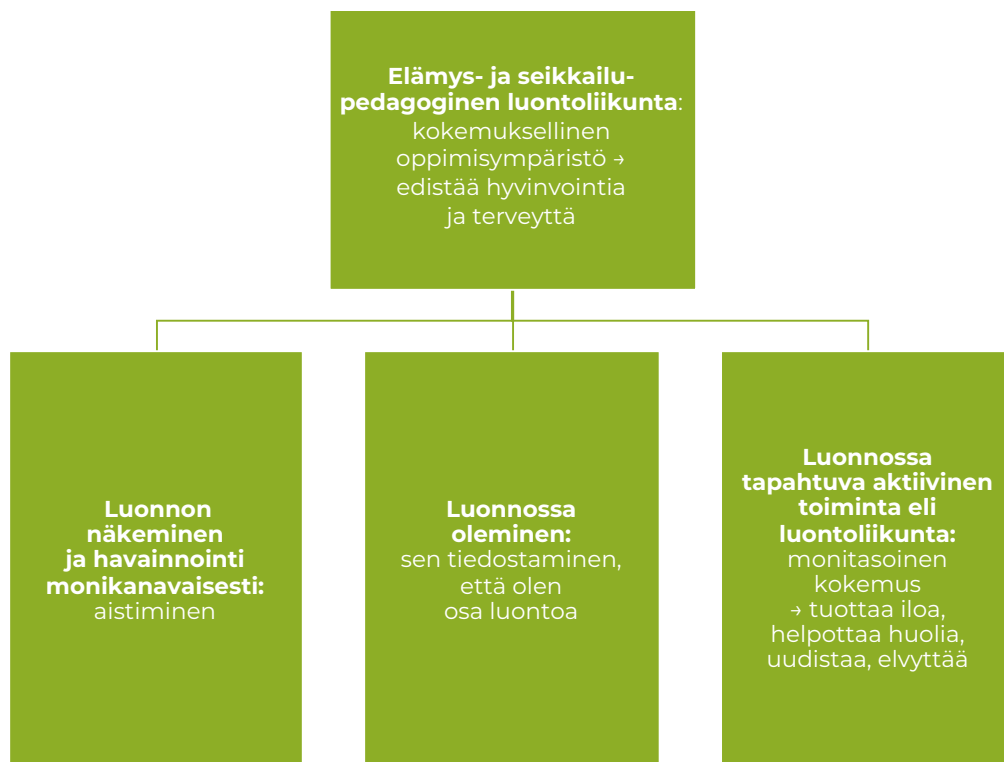 Elämys- ja seikkailu-
pedagoginen luontoliikunta:
kokemuksellinen
oppimisympäristö →
edistää hyvinvointia
ja terveyttä
Luonnon
näkeminen
ja havainnointi
monikanavaisesti:
aistiminen
Luonnossa
oleminen:
sen tiedostaminen,
että olen
osa luontoa
Luonnossa
tapahtuva aktiivinen
toiminta eli
luontoliikunta:
monitasoinen
kokemus
→ tuottaa iloa,
helpottaa huolia,
uudistaa, elvyttää